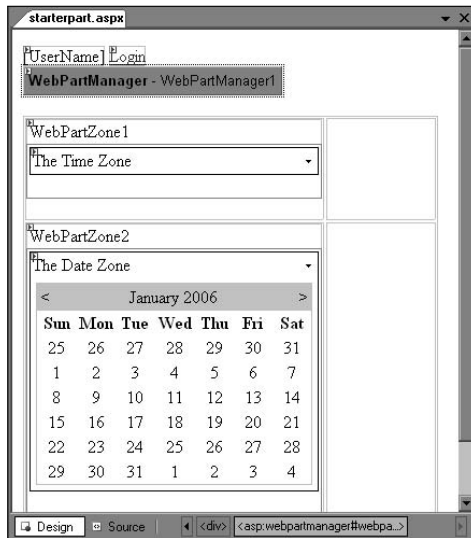 starterpart.aspx
[UserName] Login
WebPartManager - WebPartManager1
WebPartZone1
The Time Zone
WebPartZone2
The Date Zone
< January 2006 >
Sun Mon Tue Wed Thu Fri Sat
25 26 27 28 29 30 31
1 2 3 4 5 6 7
8 9 10 11 12 13 14
15 16 17 18 19 20 21
22 23 24 25 26 27 28
29 30 31 1 2 3 4
Design Source <div> <asp:webpartmanager#webpa...>